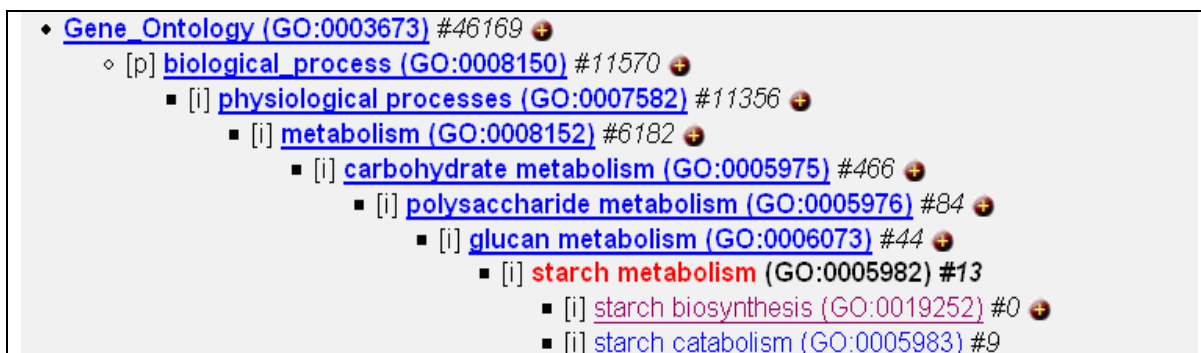 Gene_Ontology (GO:0003673) #46169
[p] biological_process (GO:0008150) #11570
[i] physiological processes (GO:0007582) #11356
[i] metabolism (GO:0008152) #6182
[i] carbohydrate metabolism (GO:0005975) #466
[i] polysaccharide metabolism (GO:0005976) #84
[i] glucan metabolism (GO:0006073) #44
[i] starch metabolism (GO:0005982) #13
[i] starch biosynthesis (GO:0019252) #0
[i] starch catabolism (GO:0005983) #9